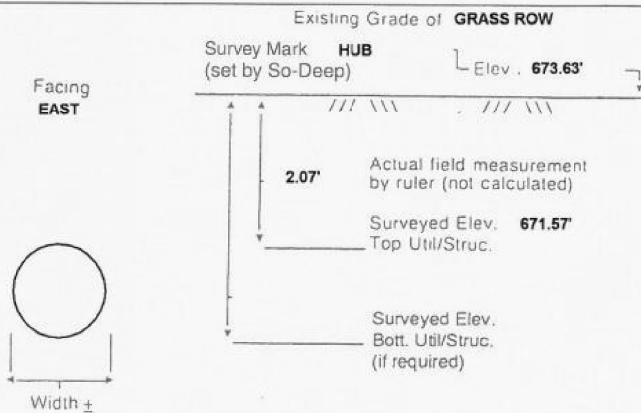 Existing Grade of GRASS ROW
Survey Mark HUB
(set by So-Deep)
Elev. 673.63'
Facing
EAST
2.07'
Actual field measurement
by ruler (not calculated)
Surveyed Elev. 671.57'
Top Util/Struc.
Surveyed Elev.
Bott. Util/Struc.
(if required)
Width ±